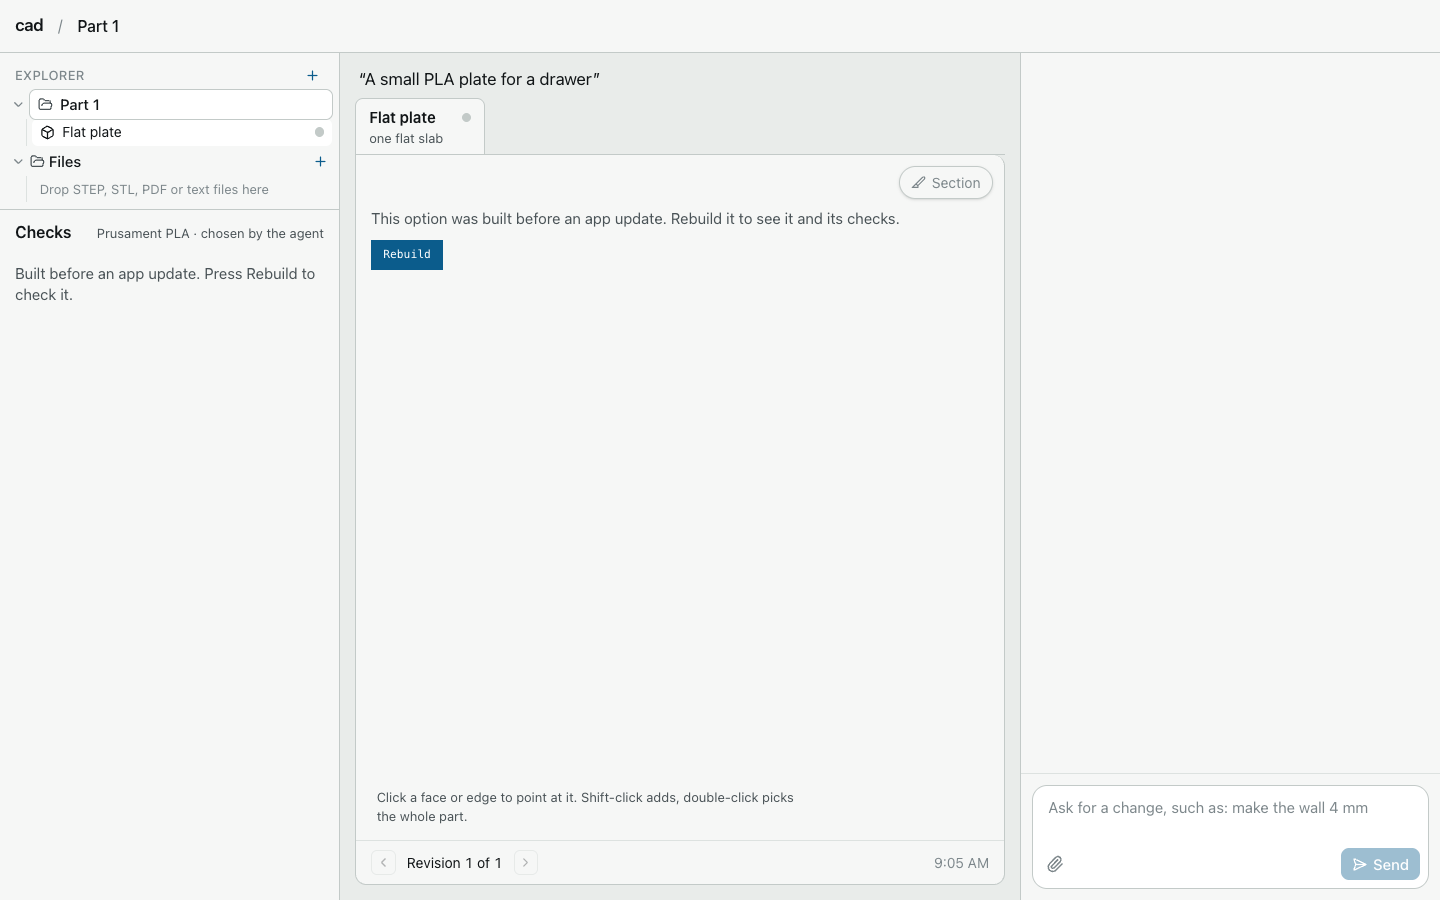 cad / Part 1
EXPLORER
Part 1
Flat plate
Files
Drop STEP, STL, PDF or text files here
Checks
Prusament PLA · chosen by the agent
Built before an app update. Press Rebuild to
check it.
“A small PLA plate for a drawer”
Flat plate
one flat slab
Section
This option was built before an app update. Rebuild it to see it and its checks.
Rebuild
Click a face or edge to point at it. Shift-click adds, double-click picks
the whole part.
Revision 1 of 1
9:05 AM
Ask for a change, such as: make the wall 4 mm
Send